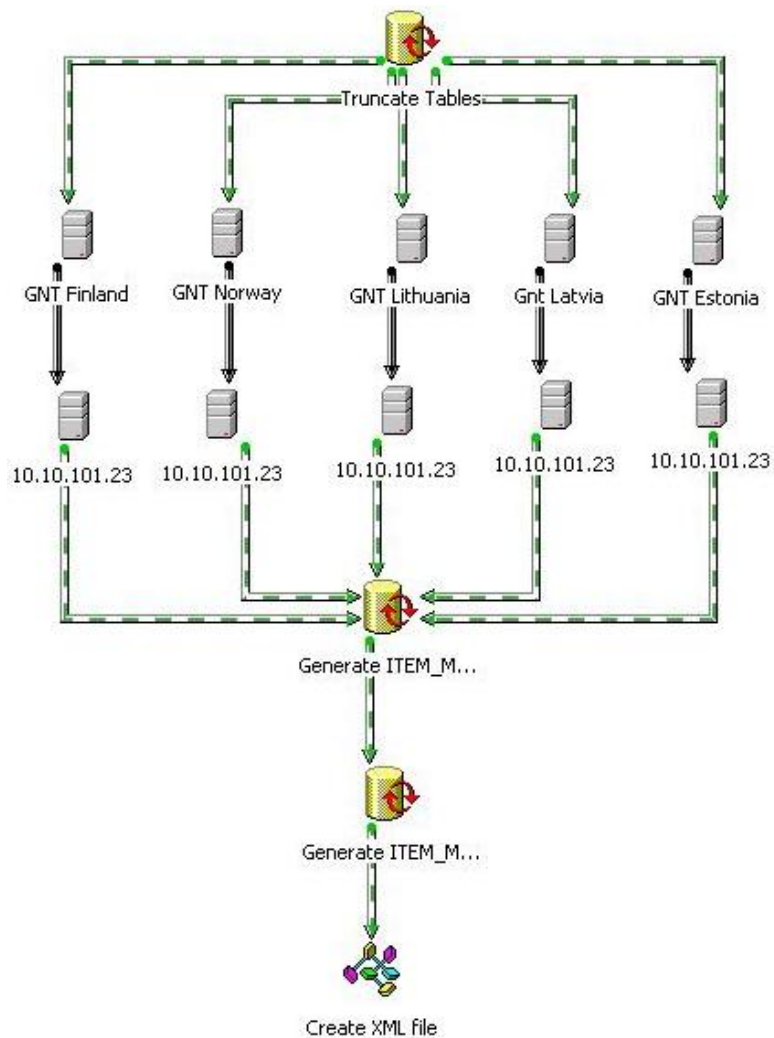 Truncate Tables
GNT Finland
GNT Norway
GNT Lithuania
Gnt Latvia
GNT Estonia
10.10.101.23
10.10.101.23
10.10.101.23
10.10.101.23
10.10.101.23
Generate ITEM_M...
Generate ITEM_M...
Create XML file